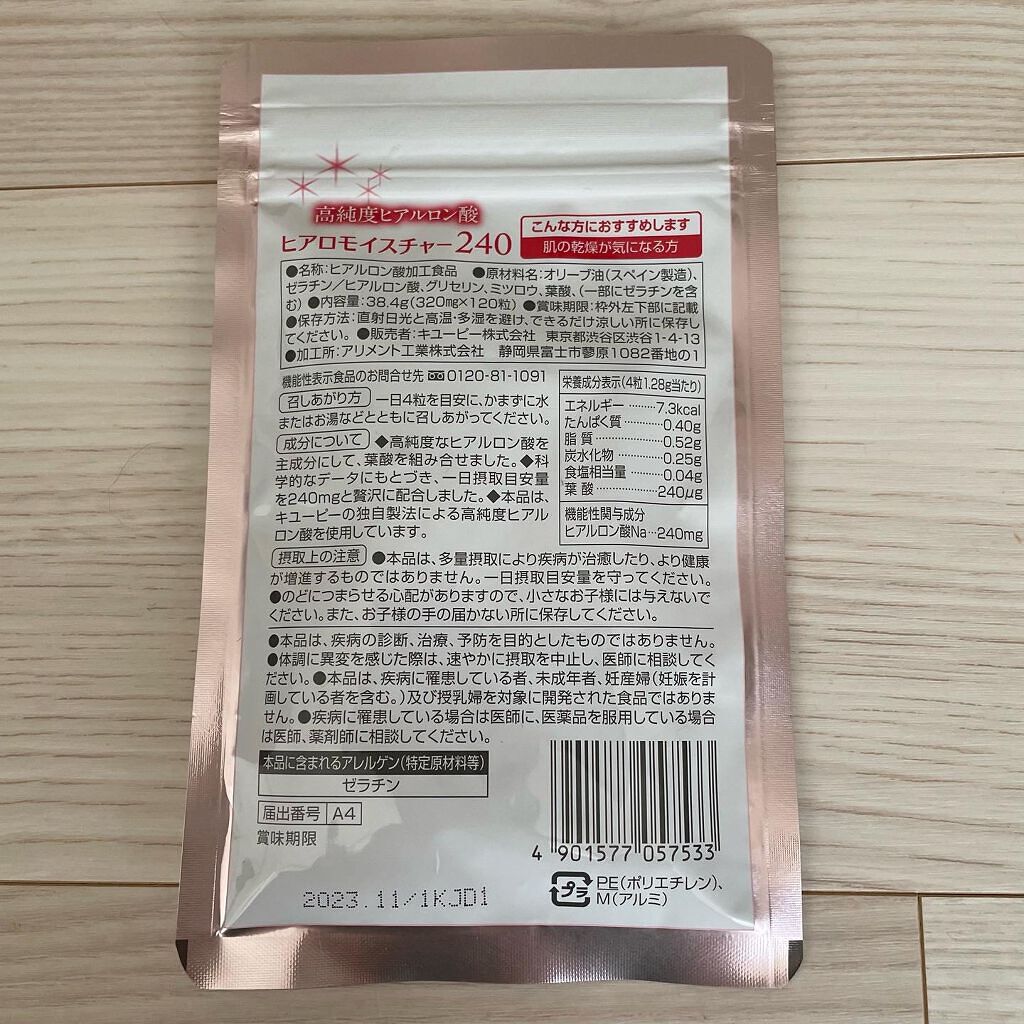 高純度ヒアルロン酸
ヒアロモイスチャー240
こんな方におすすめします
肌の乾燥が気になる方
●名称:ヒアルロン酸加工食品 ●原材料名:オリーブ油(スペイン製造)、
ゼラチン/ヒアルロン酸、グリセリン、ミツロウ、葉酸、(一部にゼラチンを含
む) ●内容量:38.4g(320mg×120粒) ●賞味期限:枠外左下部に記載
●保存方法:直射日光と高温・多湿を避け、できるだけ涼しい所に保存し
てください。 ●販売者:キユーピー株式会社 東京都渋谷区渋谷1-4-13
●加工所:アリメント工業株式会社 静岡県富士市蓼原1082番地の1
機能性表示食品のお問合せ先 0120-81-1091
召しあがり方 一日4粒を目安に、かまずに水
またはお湯などとともに召しあがってください。
成分について ◆高純度なヒアルロン酸を
主成分にして、葉酸を組み合せました。◆科
学的なデータにもとづき、一日摂取目安量
を240mgと贅沢に配合しました。◆本品は、
キユーピーの独自製法による高純度ヒアル
ロン酸を使用しています。
栄養成分表示(4粒1.28g当たり)
エネルギー………7.3kcal
たんぱく質………0.40g
脂質………0.52g
炭水化物………0.25g
食塩相当量………0.04g
葉酸………240μg
機能性関与成分
ヒアルロン酸Na…240mg
摂取上の注意 ●本品は、多量摂取により疾病が治癒したり、より健康
が増進するものではありません。一日摂取目安量を守ってください。
●のどにつまらせる心配がありますので、小さなお子様には与えないで
ください。また、お子様の手の届かない所に保存してください。
●本品は、疾病の診断、治療、予防を目的としたものではありません。
●体調に異変を感じた際は、速やかに摂取を中止し、医師に相談してく
ださい。●本品は、疾病に罹患している者、未成年者、妊産婦(妊娠を計
画している者を含む。)及び授乳婦を対象に開発された食品ではありま
せん。●疾病に罹患している場合は医師に、医薬品を服用している場合
は医師、薬剤師に相談してください。
本品に含まれるアレルゲン(特定原材料等)
ゼラチン
届出番号 A4
賞味期限
2023.11/1KJD1
4 901577 057533
プラ PE(ポリエチレン)、
M(アルミ)